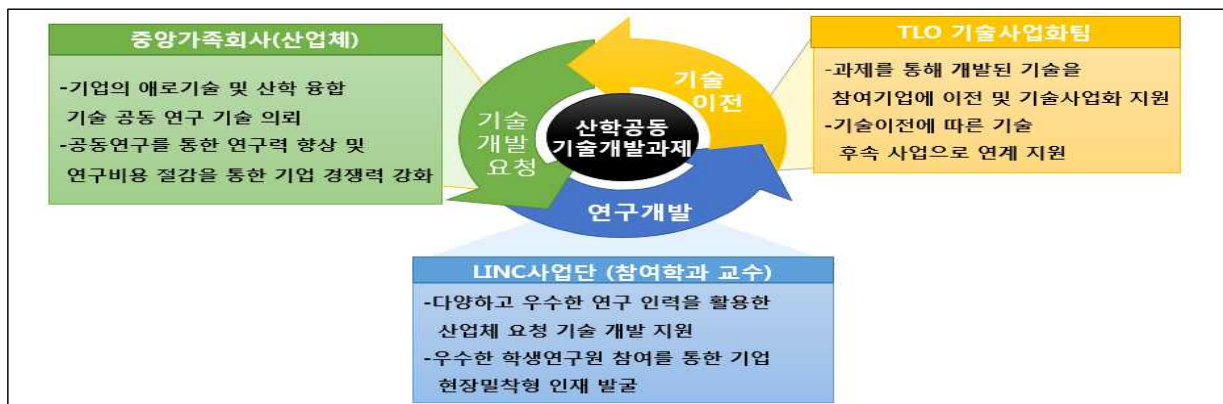 중앙가족회사(산업체)
-기업의 애로기술 및 산학 융합
기술 공동 연구 기술 의뢰
-공동연구를 통한 연구력 향상 및
연구비용 절감을 통한 기업 경쟁력 강화
기술
개발
요청
산학공동
기술개발과제
기술
이전
연구개발
TLO 기술사업화팀
-과제를 통해 개발된 기술을
참여기업에 이전 및 기술사업화 지원
-기술이전에 따른 기술
후속 사업으로 연계 지원
LINC사업단 (참여학과 교수)
-다양하고 우수한 연구 인력을 활용한
산업체 요청 기술 개발 지원
-우수한 학생연구원 참여를 통한 기업
현장밀착형 인재 발굴